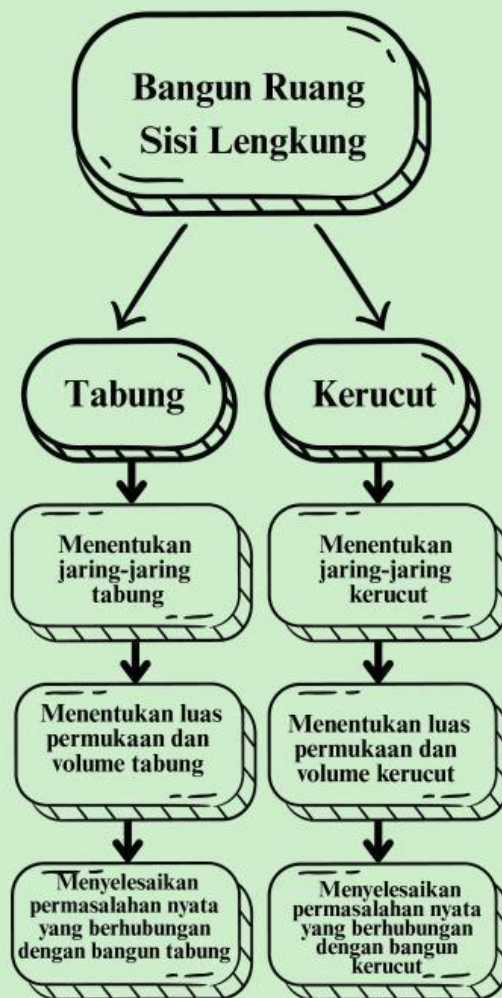 Bangun Ruang
Sisi Lengkung
Tabung
Kerucut
Menentukan
jaring-jaring
tabung
Menentukan
jaring-jaring
kerucut
Menentukan luas
permukaan dan
volume tabung
Menentukan luas
permukaan dan
volume kerucut
Menyelesaikan
permasalahan nyata
yang berhubungan
dengan bangun tabung
Menyelesaikan
permasalahan nyata
yang berhubungan
dengan bangun
kerucut